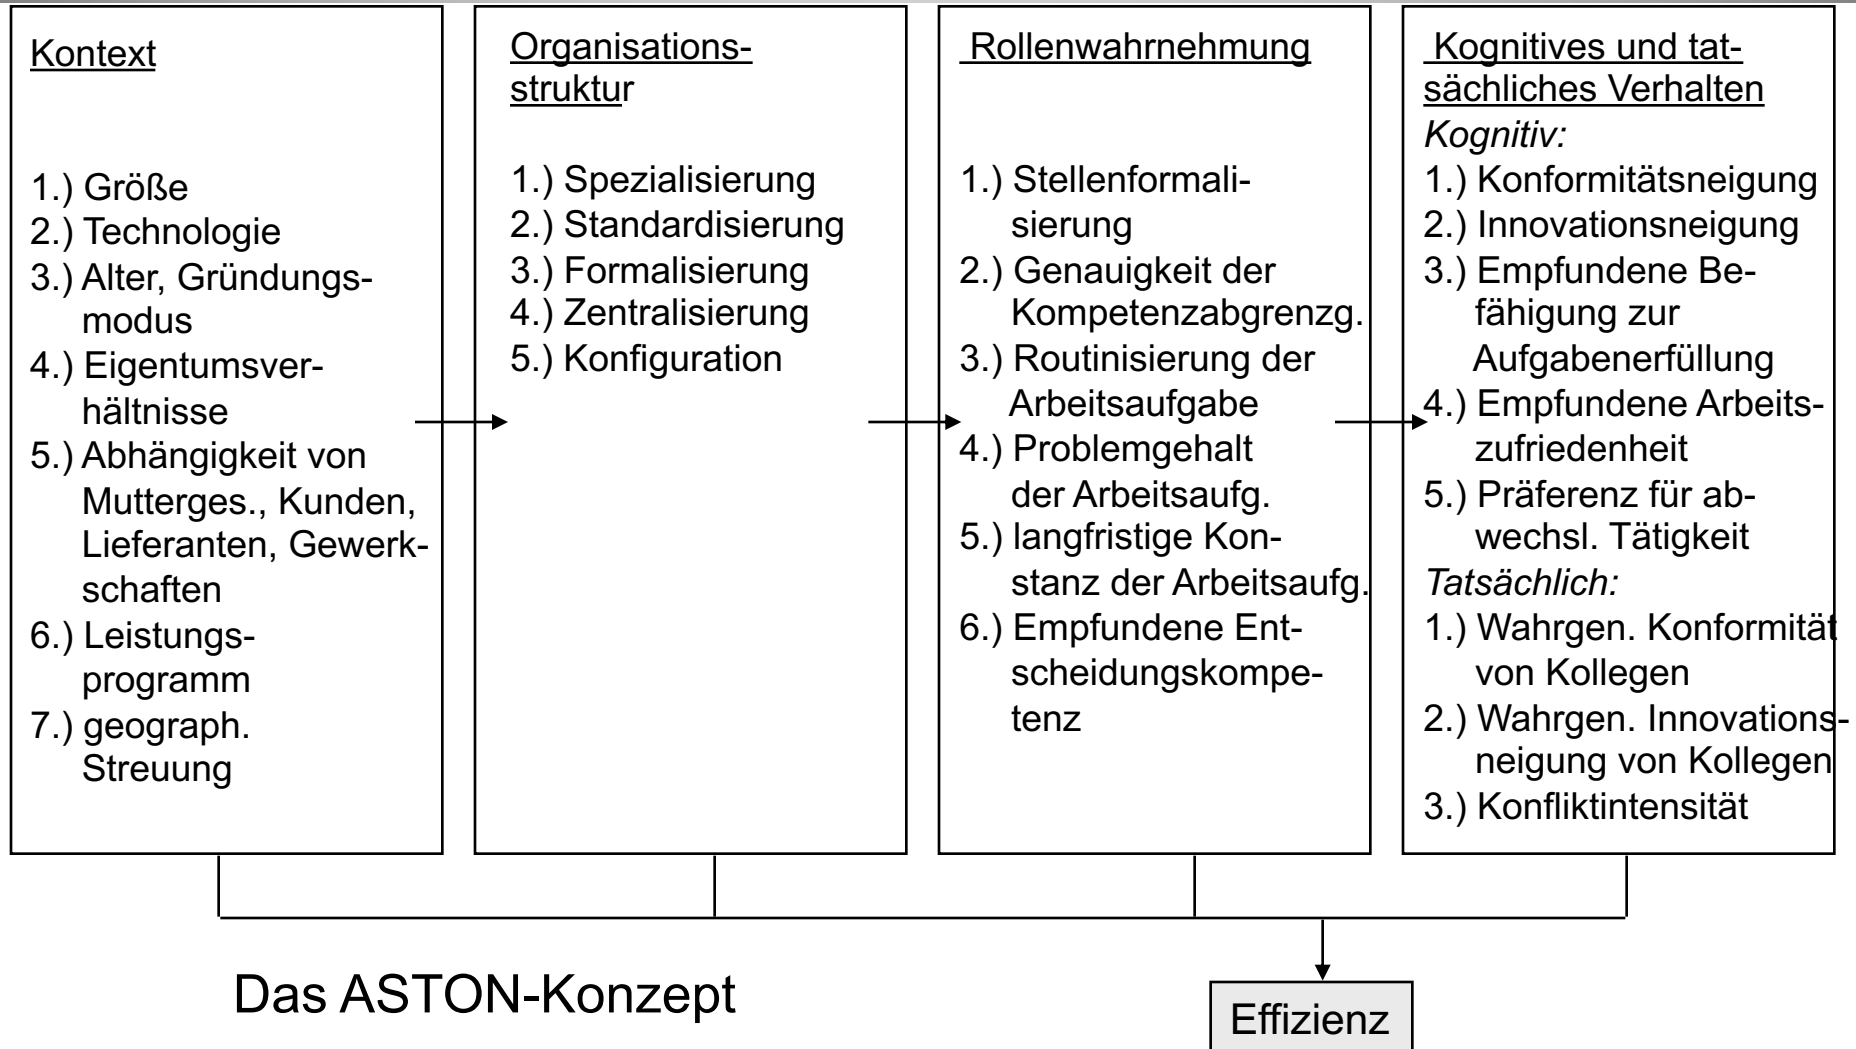 Kontext
1.) Größe
2.) Technologie
3.) Alter, Gründungs-
modus
4.) Eigentumsver-
hältnisse
5.) Abhängigkeit von
Mutterges., Kunden,
Lieferanten, Gewerk-
schaften
6.) Leistungs-
programm
7.) geograph.
Streuung
Organisations-
struktur
1.) Spezialisierung
2.) Standardisierung
3.) Formalisierung
4.) Zentralisierung
5.) Konfiguration
Rollenwahrnehmung
1.) Stellenformali-
sierung
2.) Genauigkeit der
Kompetenzabgrenzg.
3.) Routinisierung der
Arbeitsaufgabe
4.) Problemgehalt
der Arbeitsaufg.
5.) langfristige Kon-
stanz der Arbeitsaufg.
6.) Empfundene Ent-
scheidungskompe-
tenz
Kognitives und tat-
sächliches Verhalten
Kognitiv:
1.) Konformitätsneigung
2.) Innovationsneigung
3.) Empfundene Be-
fähigung zur
Aufgabenerfüllung
4.) Empfundene Arbeits-
zufriedenheit
5.) Präferenz für ab-
wechsl. Tätigkeit
Tatsächlich:
1.) Wahrgen. Konformität
von Kollegen
2.) Wahrgen. Innovations-
neigung von Kollegen
3.) Konfliktintensität
Das ASTON-Konzept
Effizienz